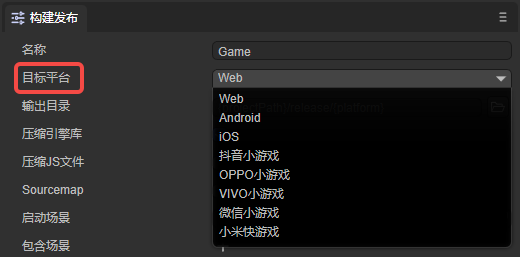 构建发布
名称
Game
目标平台
Web
Web
输出目录
Android
压缩引擎库
iOS
压缩JS文件
抖音小游戏
OPPO小游戏
Sourcemap
VIVO小游戏
启动场景
微信小游戏
小米快游戏
包含场景